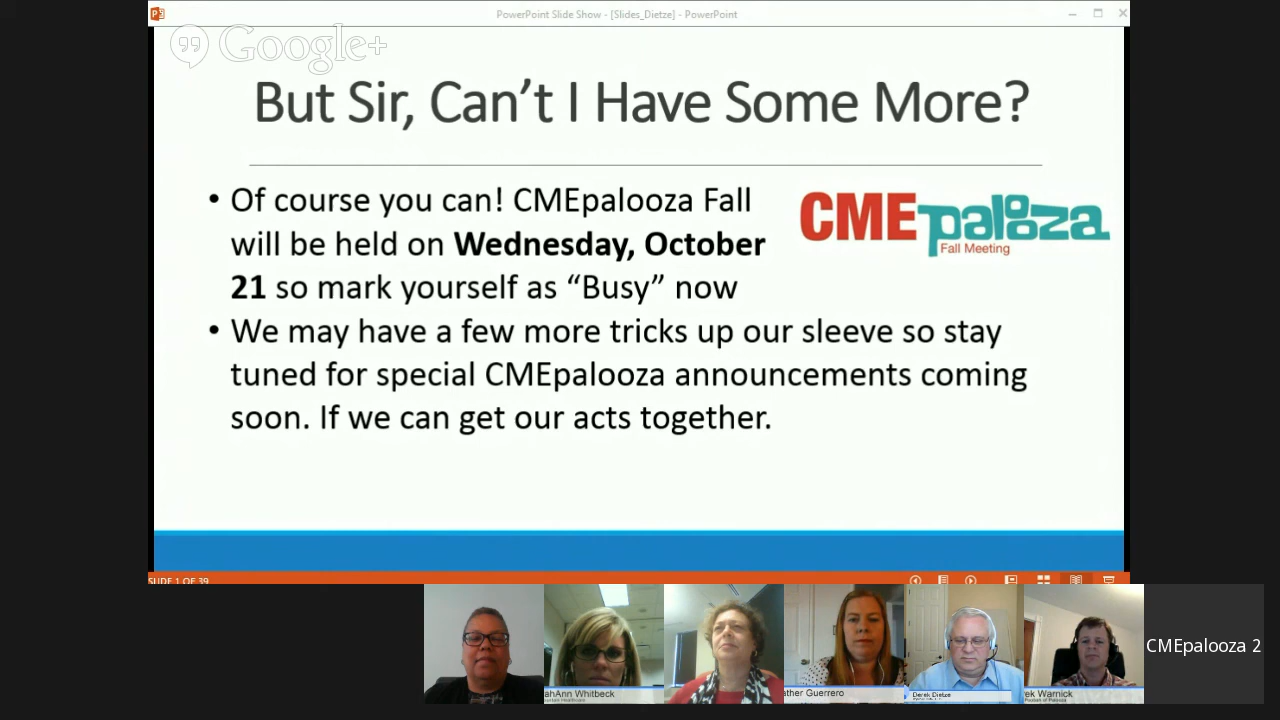 PowerPoint Slide Show - [Slides_Dietze] - PowerPoint
Google+
But Sir, Can't I Have Some More?
• Of course you can! CMEpalooza Fall
will be held on Wednesday, October
21 so mark yourself as “Busy” now
CMEpalooza
Fall Meeting
• We may have a few more tricks up our sleeve so stay
tuned for special CMEpalooza announcements coming
soon. If we can get our acts together.
SLIDE 1 OF 39
CMEpalooza 2
ahAnn Whitbeck
ather Guerrero
Derek Dietze
ek Warnick